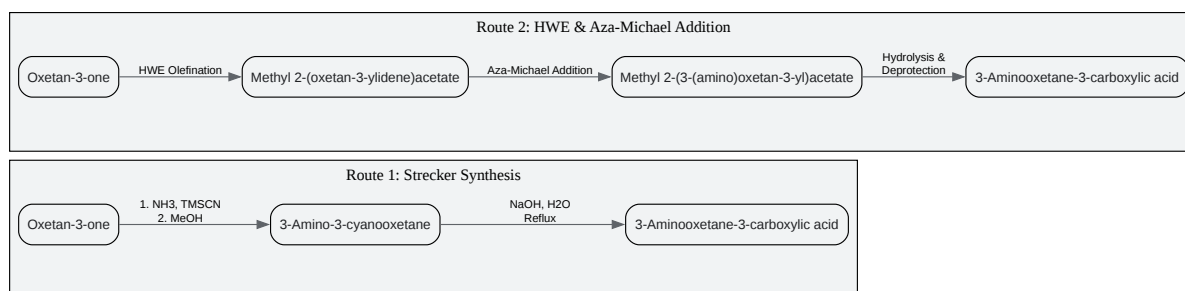 Route 2: HWE & Aza-Michael Addition
Oxetan-3-one
HWE Olefination
Methyl 2-(oxetan-3-ylidene)acetate
Aza-Michael Addition
Methyl 2-(3-(amino)oxetan-3-yl)acetate
Hydrolysis &
Deprotection
3-Aminooxetane-3-carboxylic acid
Route 1: Strecker Synthesis
Oxetan-3-one
1. NH3, TMSCN
2. MeOH
3-Amino-3-cyanooxetane
NaOH, H2O
Reflux
3-Aminooxetane-3-carboxylic acid